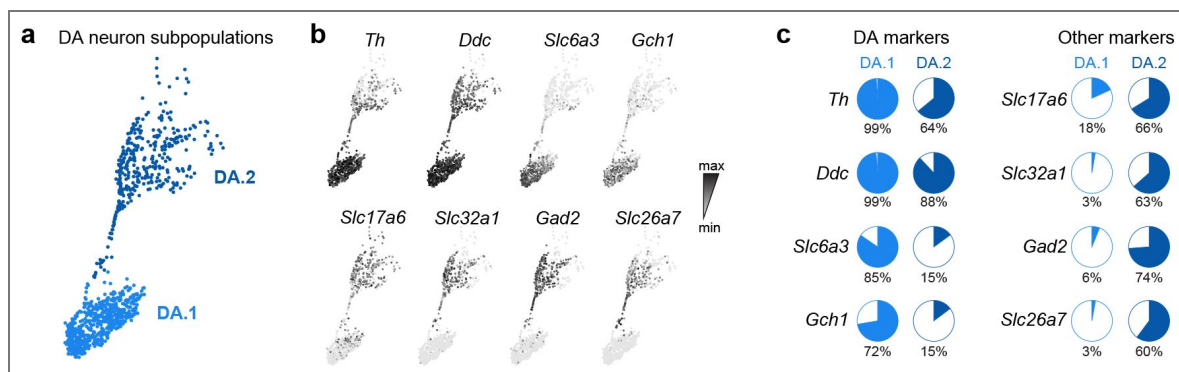 a DA neuron subpopulations
DA.2
DA.1
b
Th Ddc Slc6a3 Gch1
max
min
Slc17a6 Slc32a1 Gad2 Slc26a7
c
DA markers Other markers
DA.1 DA.2 DA.1 DA.2
Th Slc17a6
99% 64% 18% 66%
Ddc Slc32a1
99% 88% 3% 63%
Slc6a3 Gad2
85% 15% 6% 74%
Gch1 Slc26a7
72% 15% 3% 60%